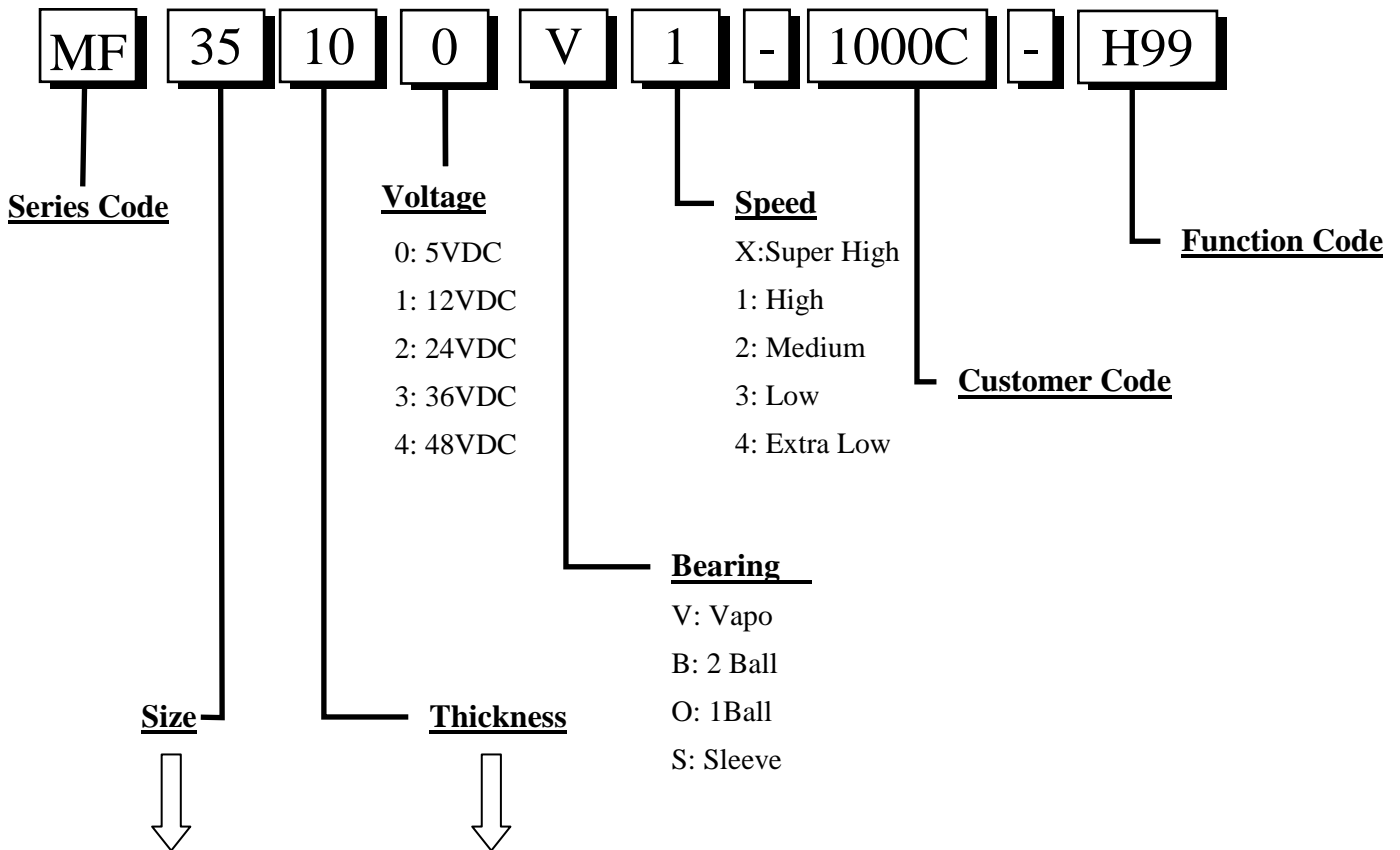 MF 35 10 0 V 1 - 1000C - H99
Series Code
Voltage
0: 5VDC
1: 12VDC
2: 24VDC
3: 36VDC
4: 48VDC
Speed
X:Super High
1: High
2: Medium
3: Low
4: Extra Low
Function Code
Customer Code
Bearing
V: Vapo
B: 2 Ball
O: 1Ball
S: Sleeve
Size
Thickness